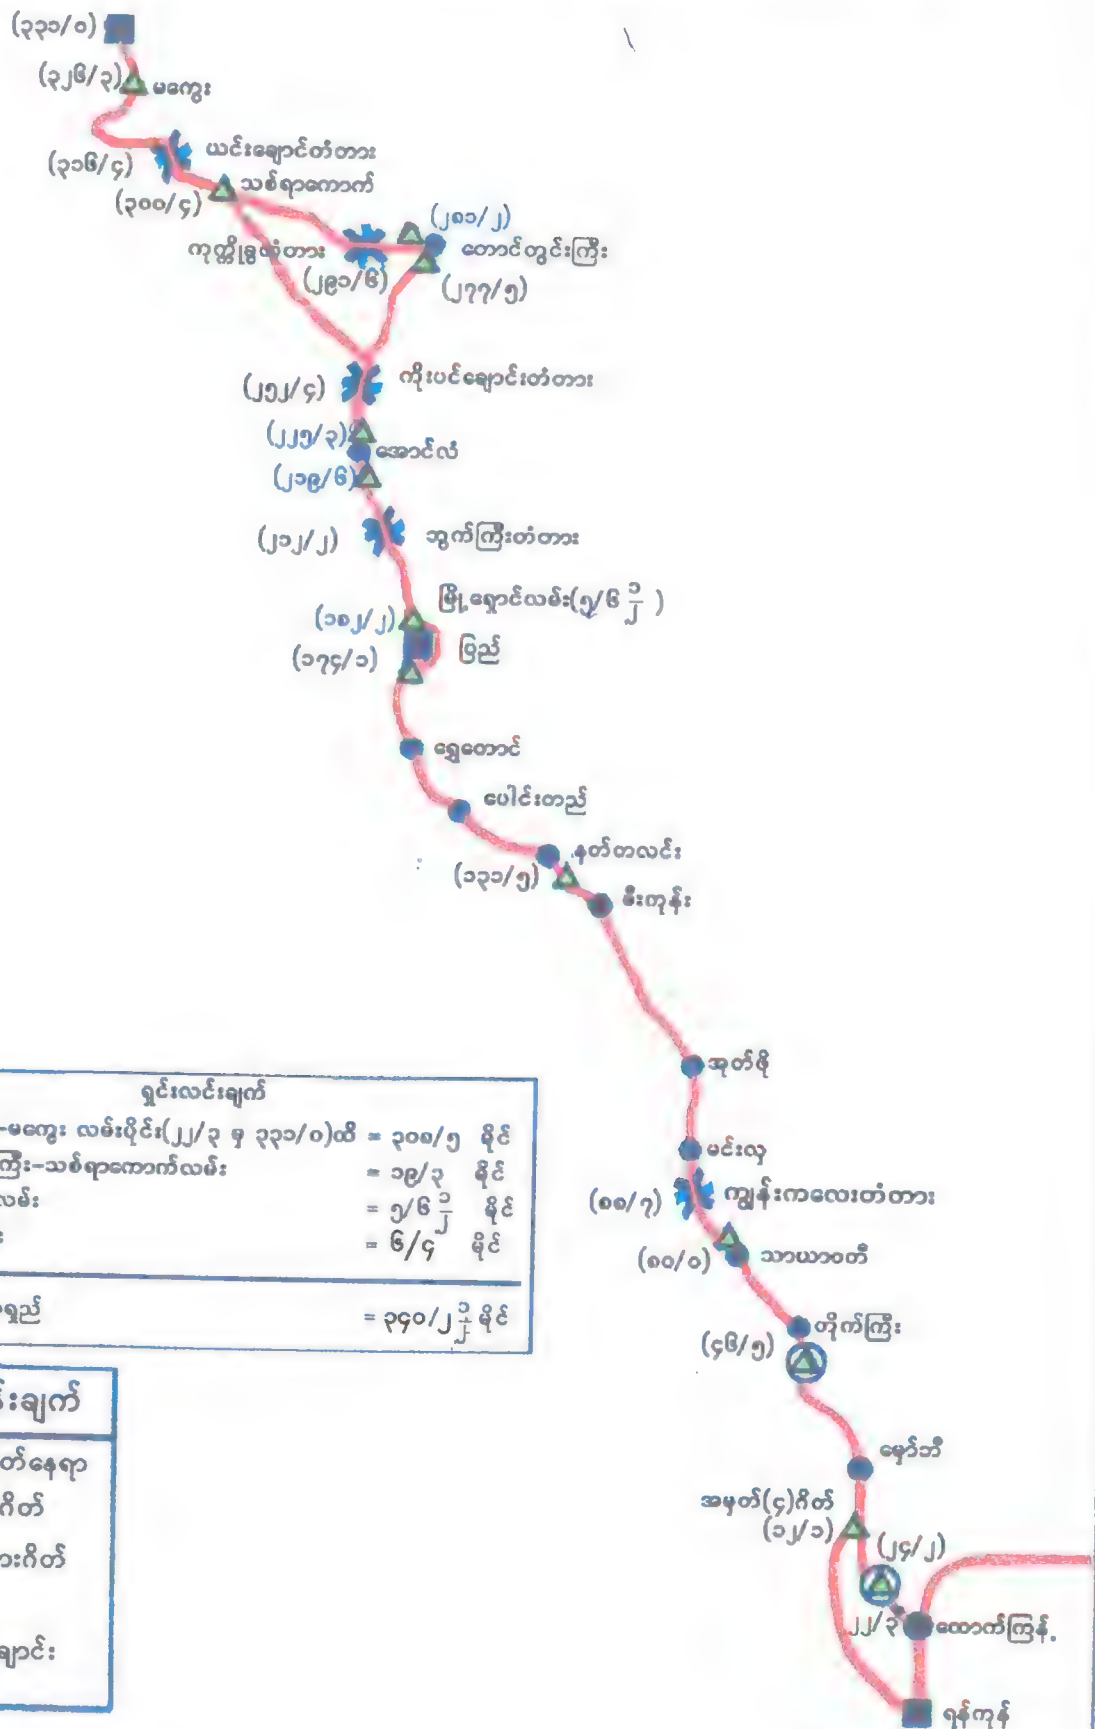 (၃၃၁/၀)
(၃၂၆/၃)
မကွေး
ယင်းချောင်တံတား
(၃၁၆/၄)
သစ်ရာကောက်
(၃၀၀/၄)
(၂၈၁/၂)
တောင်တွင်းကြီး
(၂၉၁/၆)
(၂၇၇/၅)
ကိုးပင်ချောင်းတံတား
(၂၅၂/၄)
(၂၂၅/၃)
အောင်လံ
(၂၁၉/၆)
(၂၁၂/၂)
ဘွက်ကြီးတံတား
မြို့ရှောင်လမ်း(၅/၆ ၁/၂ )
(၁၈၂/၂)
(၁၇၄/၁)
ပြည်
ရွှေတောင်
ပေါင်းတည်
နတ်တလင်း
(၁၃၁/၅)
ဇီးကုန်း
အုတ်ဖို
မင်းလှ
(၈၈/၇)
ကျွန်းကလေးတံတား
(၈၀/၀)
သာယာဝတီ
တိုက်ကြီး
(၄၆/၅)
မှော်ဘီ
အမှတ်(၄)ဂိတ်
(၁၂/၁)
(၂၄/၂)
၂၂/၃
ထောက်ကြန့်
ရန်ကုန်
ရှင်းလင်းချက်
-မကွေး လမ်းပိုင်း(၂၂/၃ မှ ၃၃၁/၀)ထိ = ၃၀၈/၅ မိုင်
ကြီး-သစ်ရာကောက်လမ်း = ၁၉/၃ မိုင်
လမ်း = ၅/၆ ၁/၂ မိုင်
= ၆/၄ မိုင်
ရှည် = ၃၄၀/၂ ၁/၂ မိုင်
း‌ချက်
တ်နေရာ
ဂိတ်
ားဂိတ်
ချောင်း